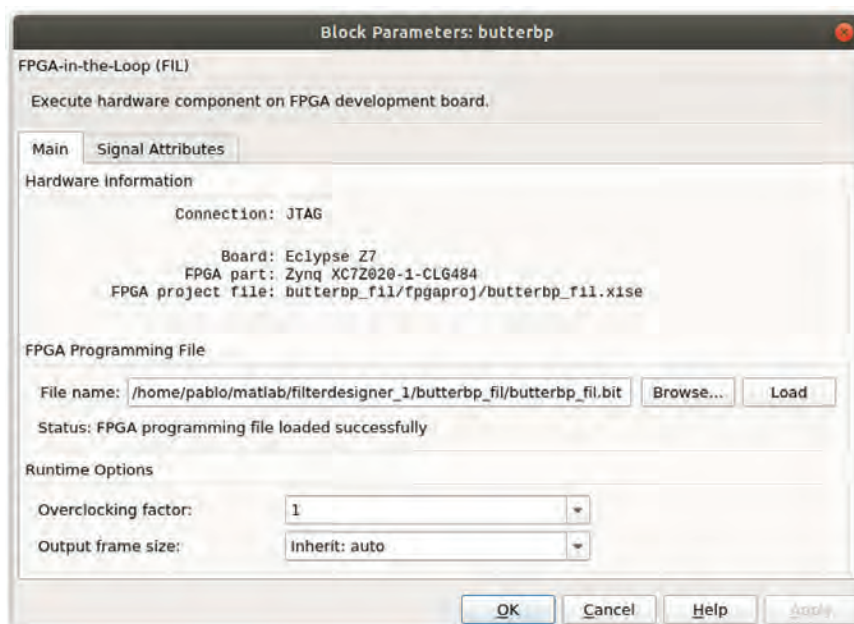 Block Parameters: butterbp
FPGA-in-the-Loop (FIL)
Execute hardware component on FPGA development board.
Main Signal Attributes
Hardware Information
Connection: JTAG
Board: Eclypse Z7
FPGA part: Zynq XC7Z020-1-CLG484
FPGA project file: butterbp_fil/fpgaproj/butterbp_fil.xise
FPGA Programming File
File name: /home/pablo/matlab/filterdesigner_1/butterbp_fil/butterbp_fil.bit Browse... Load
Status: FPGA programming file loaded successfully
Runtime Options
Overclocking factor: 1
Output frame size: Inherit: auto
OK Cancel Help Apply